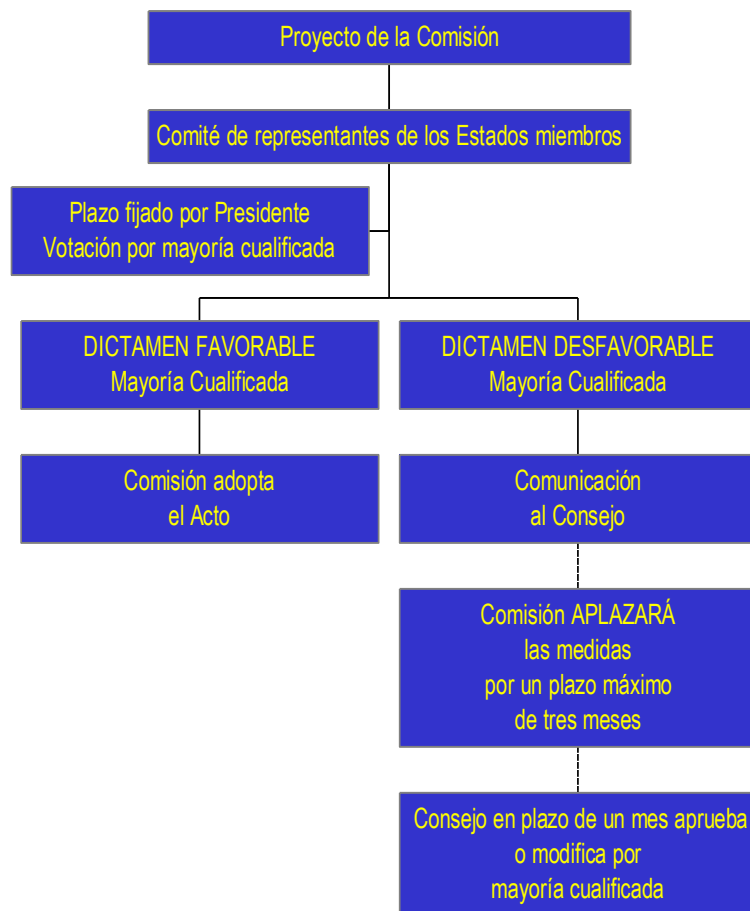 Proyecto de la Comisión
Comité de representantes de los Estados miembros
Plazo fijado por Presidente
Votación por mayoría cualificada
DICTAMEN FAVORABLE
Mayoría Cualificada
DICTAMEN DESFAVORABLE
Mayoría Cualificada
Comisión adopta
el Acto
Comunicación
al Consejo
Comisión APLAZARÁ
las medidas
por un plazo máximo
de tres meses
Consejo en plazo de un mes aprueba
o modifica por
mayoría cualificada